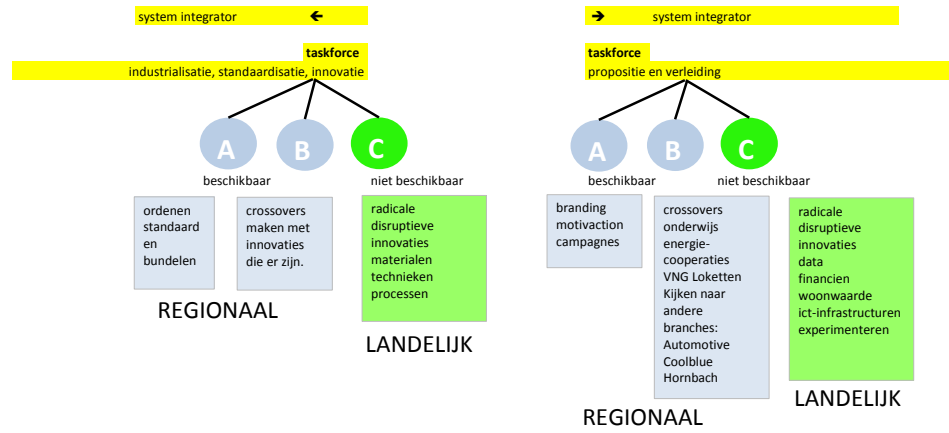 system integrator ←
taskforce
industrialisatie, standaardisatie, innovatie
A B C
beschikbaar niet beschikbaar
ordenen
standaard
en
bundelen
crossovers
maken met
innovaties
die er zijn.
radicale
disruptieve
innovaties
materialen
technieken
processen
REGIONAAL
LANDELIJK
→ system integrator
taskforce
propositie en verleiding
A B C
beschikbaar niet beschikbaar
branding
motivaction
campagnes
crossovers
onderwijs
energie-
cooperaties
VNG Loketten
Kijken naar
andere
branches:
Automotive
Coolblue
Hornbach
radicale
disruptieve
innovaties
data
financien
woonwaarde
ict-infrastructuren
experimenteren
REGIONAAL
LANDELIJK